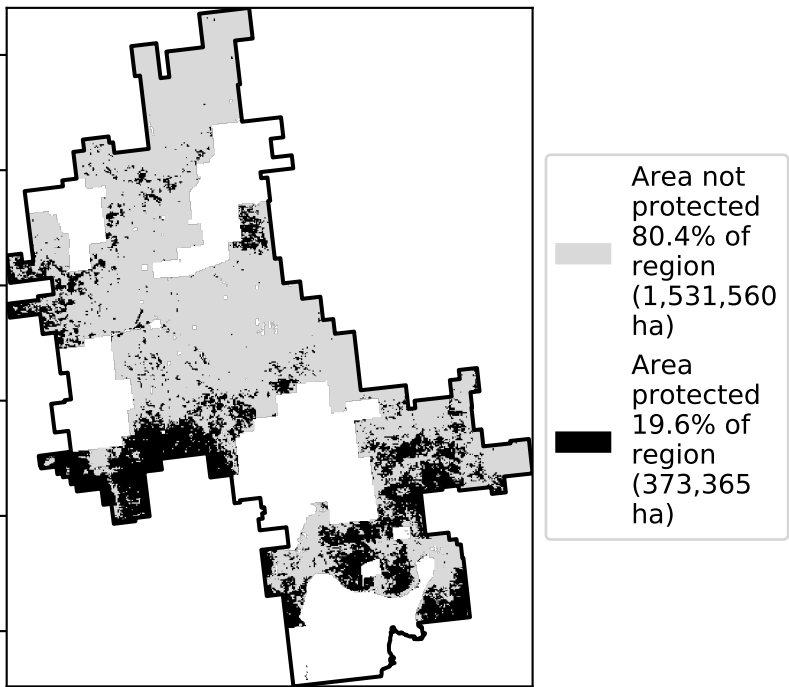 Area not
protected
80.4% of
region
(1,531,560
ha)
Area
protected
19.6% of
region
(373,365
ha)